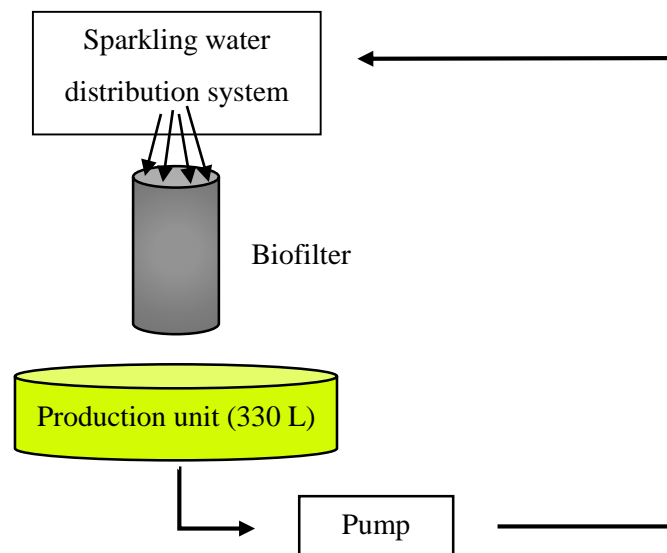 Sparkling water
distribution system
Biofilter
Production unit (330 L)
Pump